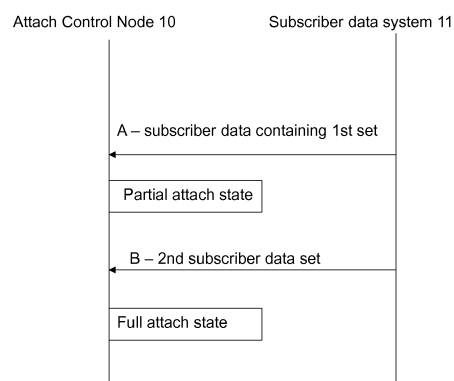 Attach Control Node 10
Subscriber data system 11
A – subscriber data containing 1st set
Partial attach state
B – 2nd subscriber data set
Full attach state